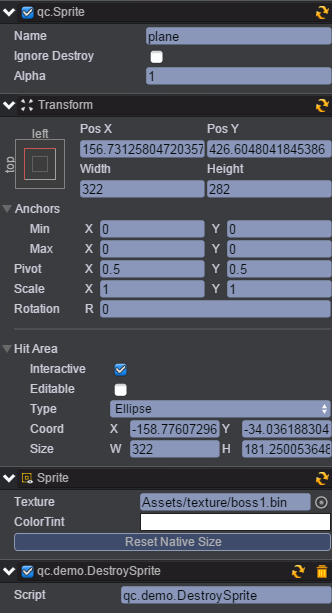 qc.Sprite
Name plane
Ignore Destroy
Alpha 1
Transform
left
top
Pos X Pos Y
156.73125804720357 426.6048041845386
Width Height
322 282
Anchors
Min X 0 Y 0
Max X 0 Y 0
Pivot X 0.5 Y 0.5
Scale X 1 Y 1
Rotation R 0
Hit Area
Interactive
Editable
Type Ellipse
Coord X -158.77607296 Y -34.036188304
Size W 322 H 181.250053648
Sprite
Texture Assets/texture/boss1.bin
ColorTint
Reset Native Size
qc.demo.DestroySprite
Script qc.demo.DestroySprite